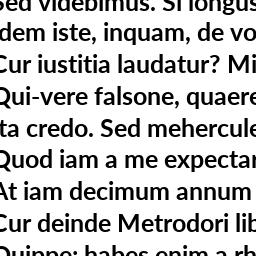 Sed videbimus. Si longus
dem iste, inquam, de vo
Cur iustitia laudatur? Mi
Qui-vere falsone, quaere
ta credo. Sed mehercule
Quod iam a me expectar
At iam decimum annum
Cur deinde Metrodori lib
Quippe: habes enim a rh